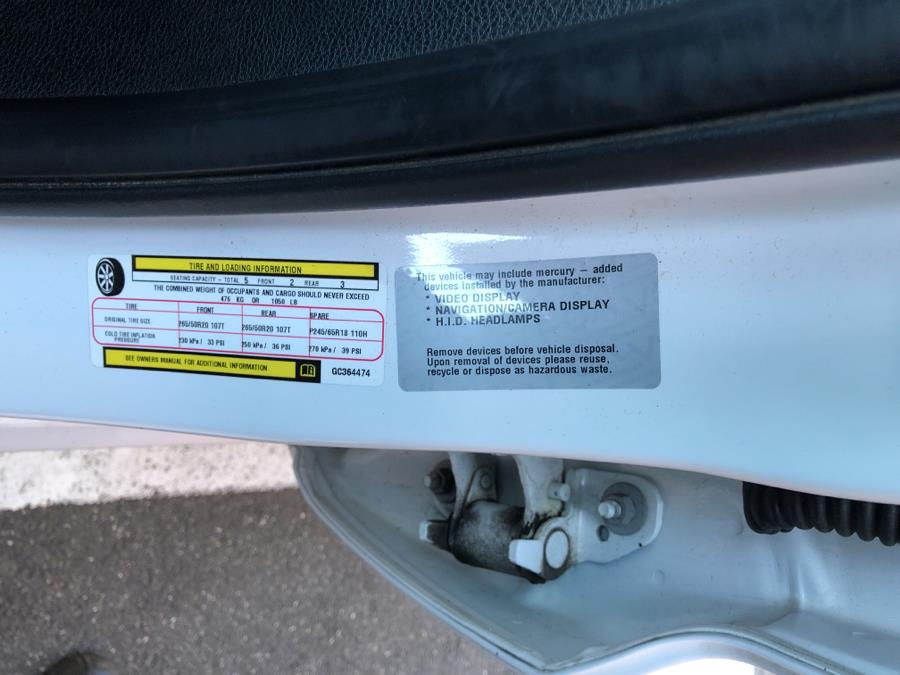 TIRE AND LOADING INFORMATION
SEATING CAPACITY - TOTAL 5 FRONT 2 REAR 3
THE COMBINED WEIGHT OF OCCUPANTS AND CARGO SHOULD NEVER EXCEED
476 KG OR 1050 LB
TIRE FRONT REAR SPARE
ORIGINAL TIRE SIZE 265/50R20 107T 265/50R20 107T P245/65R18 110H
COLD TIRE INFLATION PRESSURE 230 kPa / 33 PSI 250 kPa / 36 PSI 270 kPa / 39 PSI
SEE OWNERS MANUAL FOR ADDITIONAL INFORMATION
GC364474
This vehicle may include mercury — added
devices installed by the manufacturer:
* VIDEO DISPLAY
* NAVIGATION/CAMERA DISPLAY
* H.I.D. HEADLAMPS
Remove devices before vehicle disposal.
Upon removal of devices please reuse,
recycle or dispose as hazardous waste.